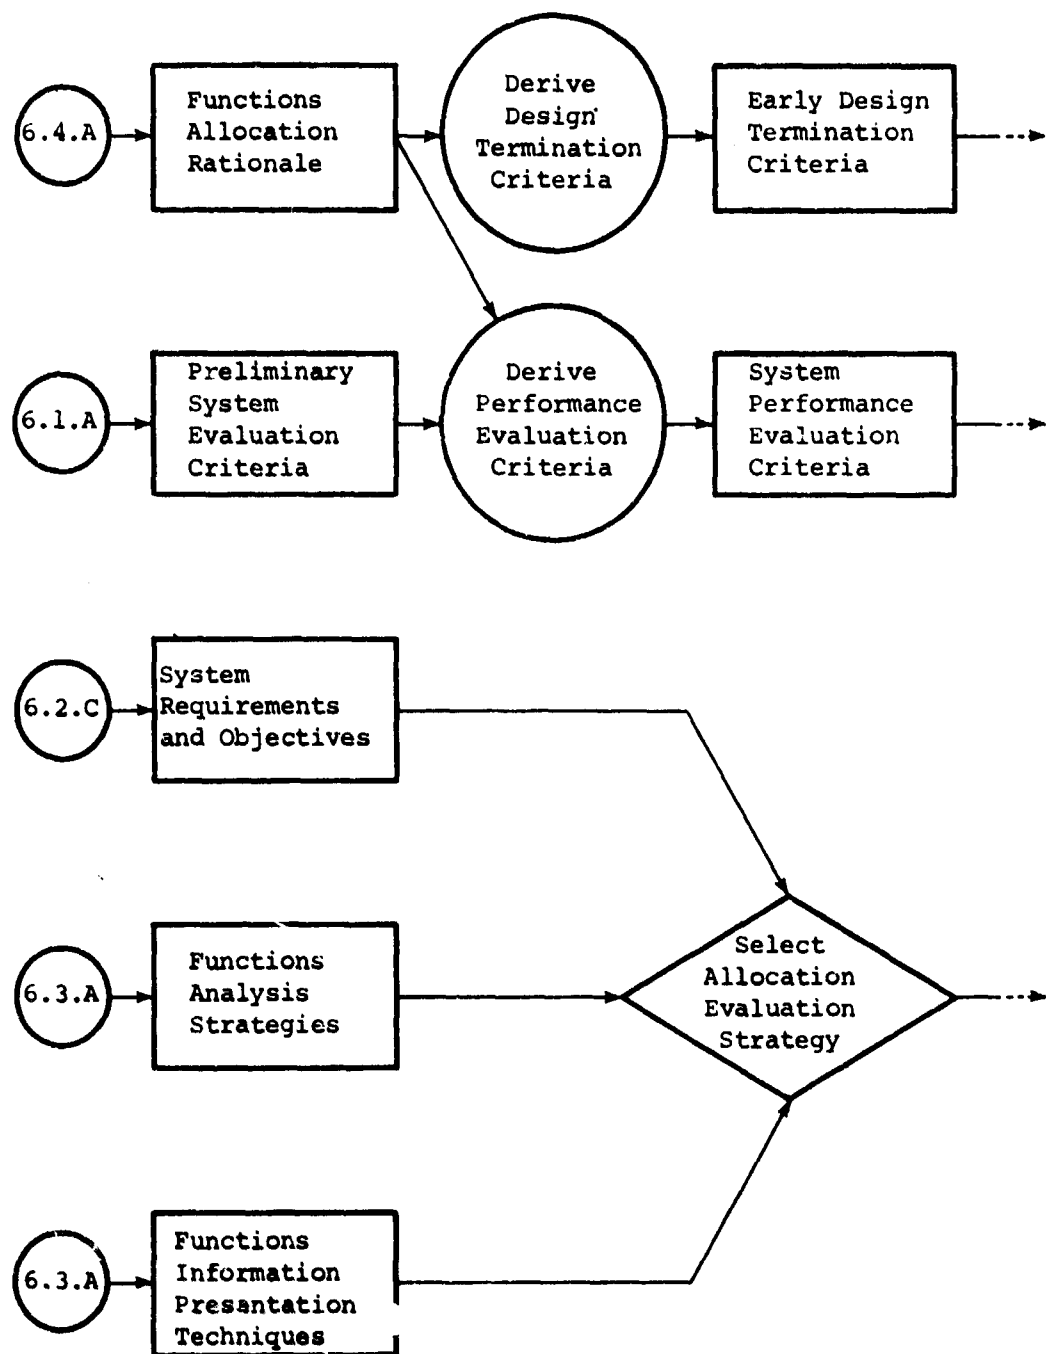 6.4.A
Functions
Allocation
Rationale
Derive
Design
Termination
Criteria
Early Design
Termination
Criteria
6.1.A
Preliminary
System
Evaluation
Criteria
Derive
Performance
Evaluation
Criteria
System
Performance
Evaluation
Criteria
6.2.C
System
Requirements
and Objectives
6.3.A
Functions
Analysis
Strategies
Select
Allocation
Evaluation
Strategy
6.3.A
Functions
Information
Presantation
Techniques